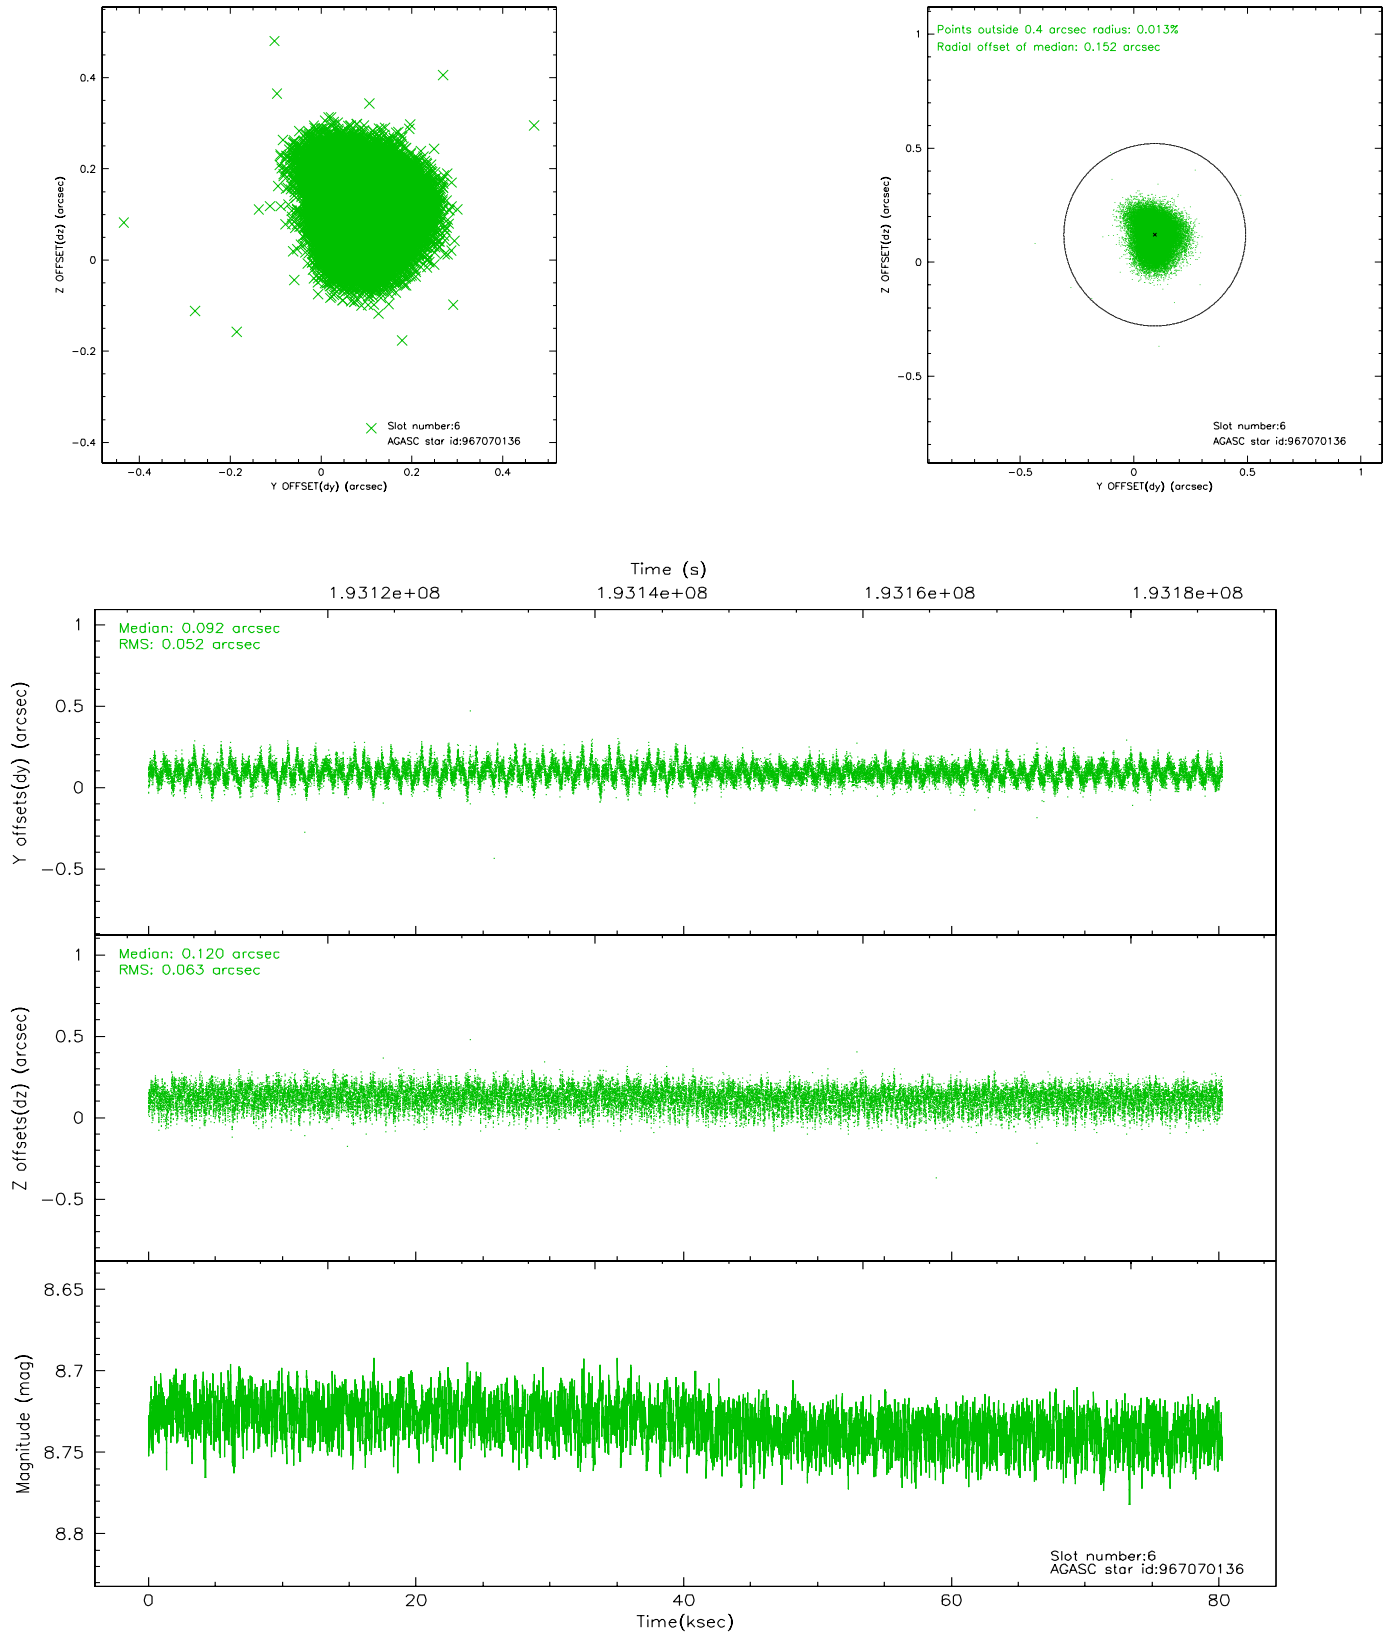 0.4
0.2
0
−0.2
−0.4
Z OFFSET(dz) (arcsec)
−0.4
−0.2
0
0.2
0.4
Y OFFSET(dy) (arcsec)
Slot number:6
AGASC star id:967070136
Points outside 0.4 arcsec radius: 0.013%
Radial offset of median: 0.152 arcsec
1
0.5
0
−0.5
Z OFFSET(dz) (arcsec)
−0.5
0
0.5
1
Y OFFSET(dy) (arcsec)
Slot number:6
AGASC star id:967070136
Time (s)
1.9312e+08
1.9314e+08
1.9316e+08
1.9318e+08
Median: 0.092 arcsec
RMS: 0.052 arcsec
1
0.5
0
−0.5
Y offsets(dy) (arcsec)
Median: 0.120 arcsec
RMS: 0.063 arcsec
1
0.5
0
−0.5
Z offsets(dz) (arcsec)
8.65
8.7
8.75
8.8
Magnitude (mag)
Slot number:6
AGASC star id:967070136
0
20
40
60
80
Time(ksec)